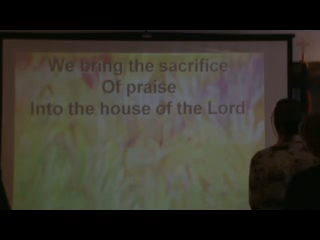 We bring the sacrifice
Of praise
Into the house of the Lord